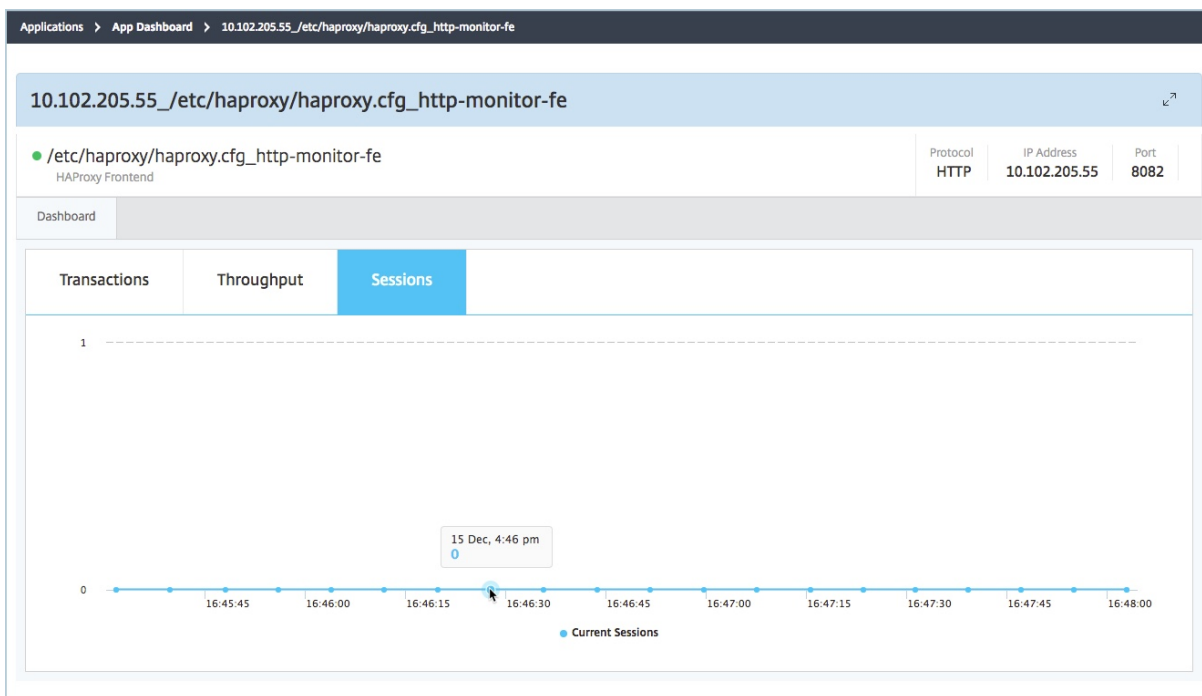 Applications > App Dashboard > 10.102.205.55_/etc/haproxy/haproxy.cfg_http-monitor-fe
10.102.205.55_/etc/haproxy/haproxy.cfg_http-monitor-fe
/etc/haproxy/haproxy.cfg_http-monitor-fe
HAProxy Frontend
Protocol IP Address Port
HTTP 10.102.205.55 8082
Dashboard
Transactions Throughput Sessions
1
15 Dec, 4:46 pm
0
0
16:45:45 16:46:00 16:46:15 16:46:30 16:46:45 16:47:00 16:47:15 16:47:30 16:47:45 16:48:00
Current Sessions